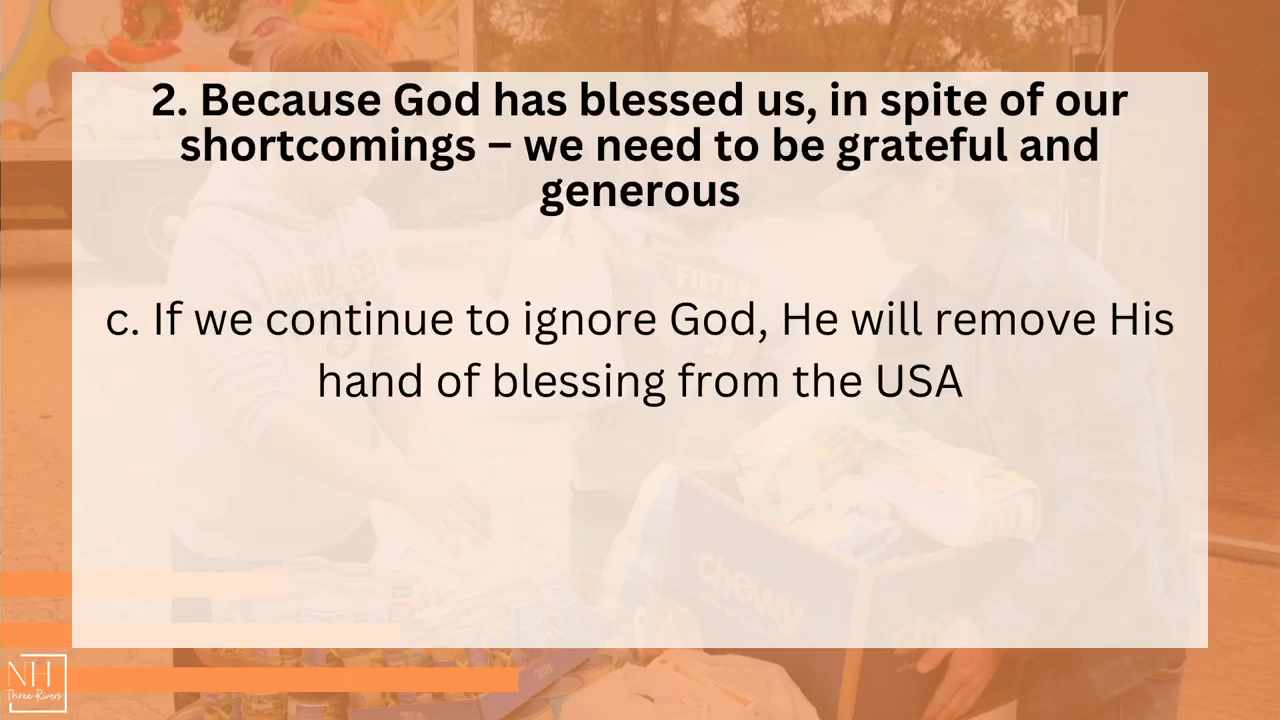 2. Because God has blessed us, in spite of our
shortcomings – we need to be grateful and
generous
c. If we continue to ignore God, He will remove His
hand of blessing from the USA
chewy
NH
Three Rivers